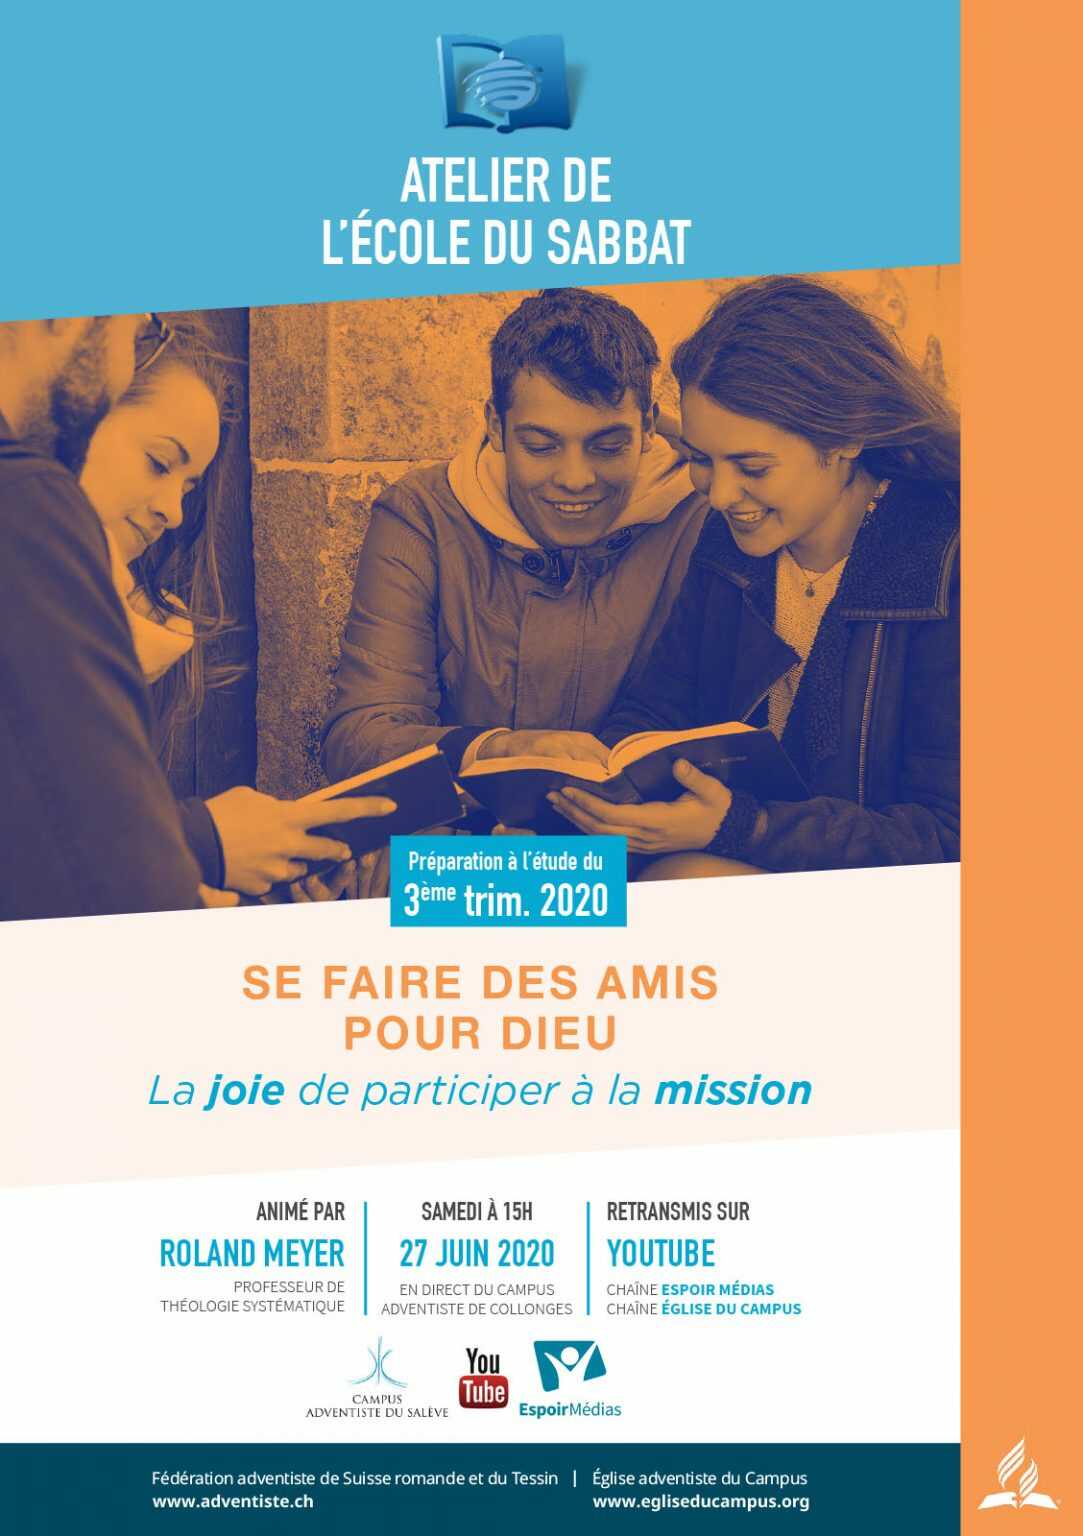 ATELIER DE
L'ÉCOLE DU SABBAT
Préparation à l'étude du
3ème trim. 2020
SE FAIRE DES AMIS
POUR DIEU
La joie de participer à la mission
ANIMÉ PAR
ROLAND MEYER
PROFESSEUR DE
THÉOLOGIE SYSTÉMATIQUE
SAMEDI À 15H
27 JUIN 2020
EN DIRECT DU CAMPUS
ADVENTISTE DE COLLONGES
RETRANSMIS SUR
YOUTUBE
CHAÎNE ESPOIR MÉDIAS
CHAÎNE ÉGLISE DU CAMPUS
CAMPUS
ADVENTISTE DU SALÈVE
You
Tube
EspoirMédias
Fédération adventiste de Suisse romande et du Tessin | Église adventiste du Campus
www.adventiste.ch www.egliseducampus.org